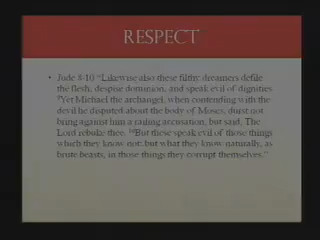 RESPECT
• Jude 8-10 "Likewise also these filthy dreamers defile
the flesh, despise dominion, and speak evil of dignities.
9Yet Michael the archangel, when contending with the
devil he disputed about the body of Moses, durst not
bring against him a railing accusation, but said, The
Lord rebuke thee. 10But these speak evil of those things
which they know not: but what they know naturally, as
brute beasts, in those things they corrupt themselves."